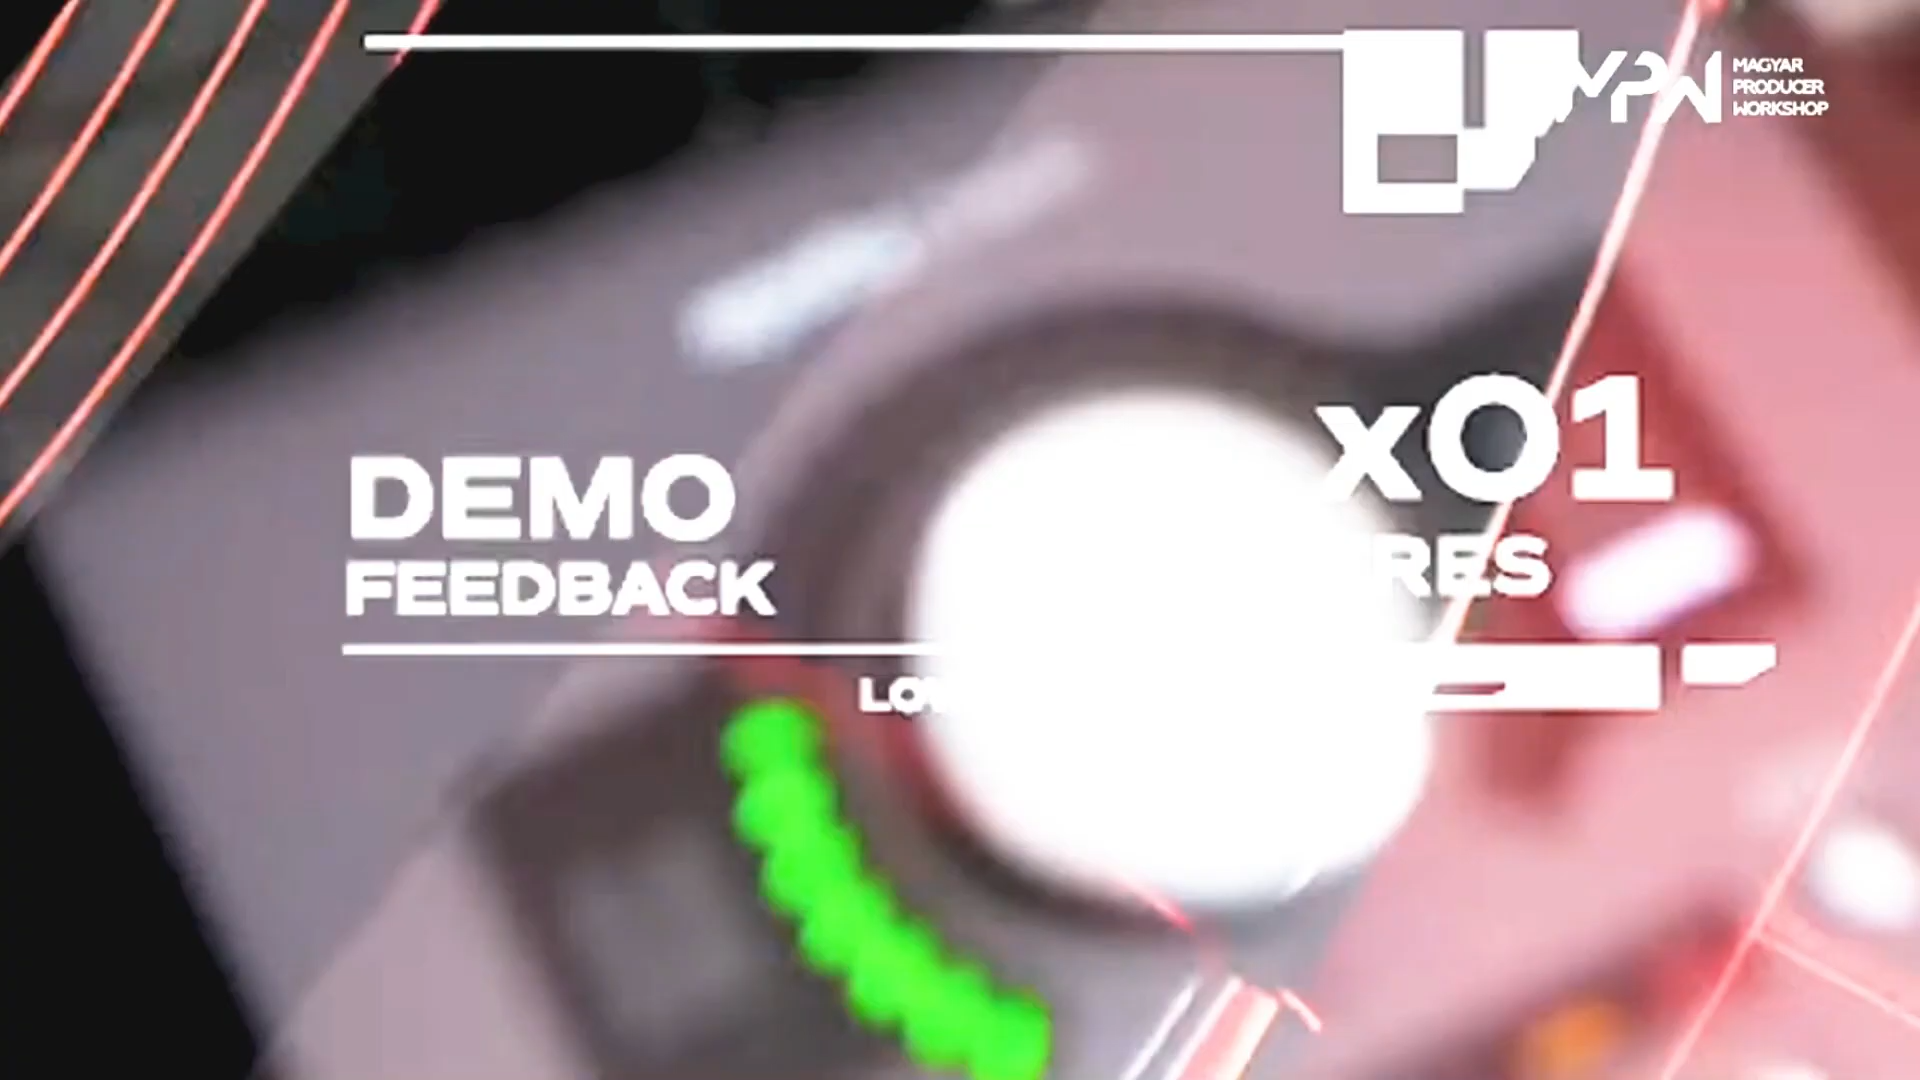 MPW
MAGYAR
PRODUCER
WORKSHOP
x01
DEMO
FEEDBACK